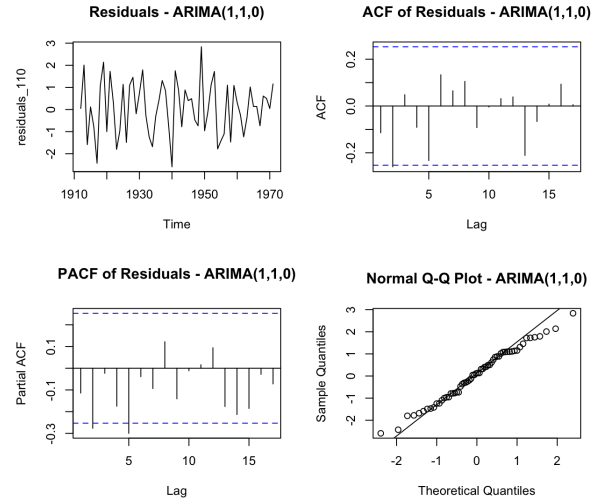 Residuals - ARIMA(1,1,0)
residuals_110
-2 -1 0 1 2 3
1910 1930 1950 1970
Time
ACF of Residuals - ARIMA(1,1,0)
ACF
-0.2 0.0 0.2
5 15
Lag
PACF of Residuals - ARIMA(1,1,0)
Partial ACF
-0.3 -0.1 0.1
5 15
Lag
Normal Q-Q Plot - ARIMA(1,1,0)
Sample Quantiles
-2 -1 0 1 2 3
-2 -1 0 1 2
Theoretical Quantiles